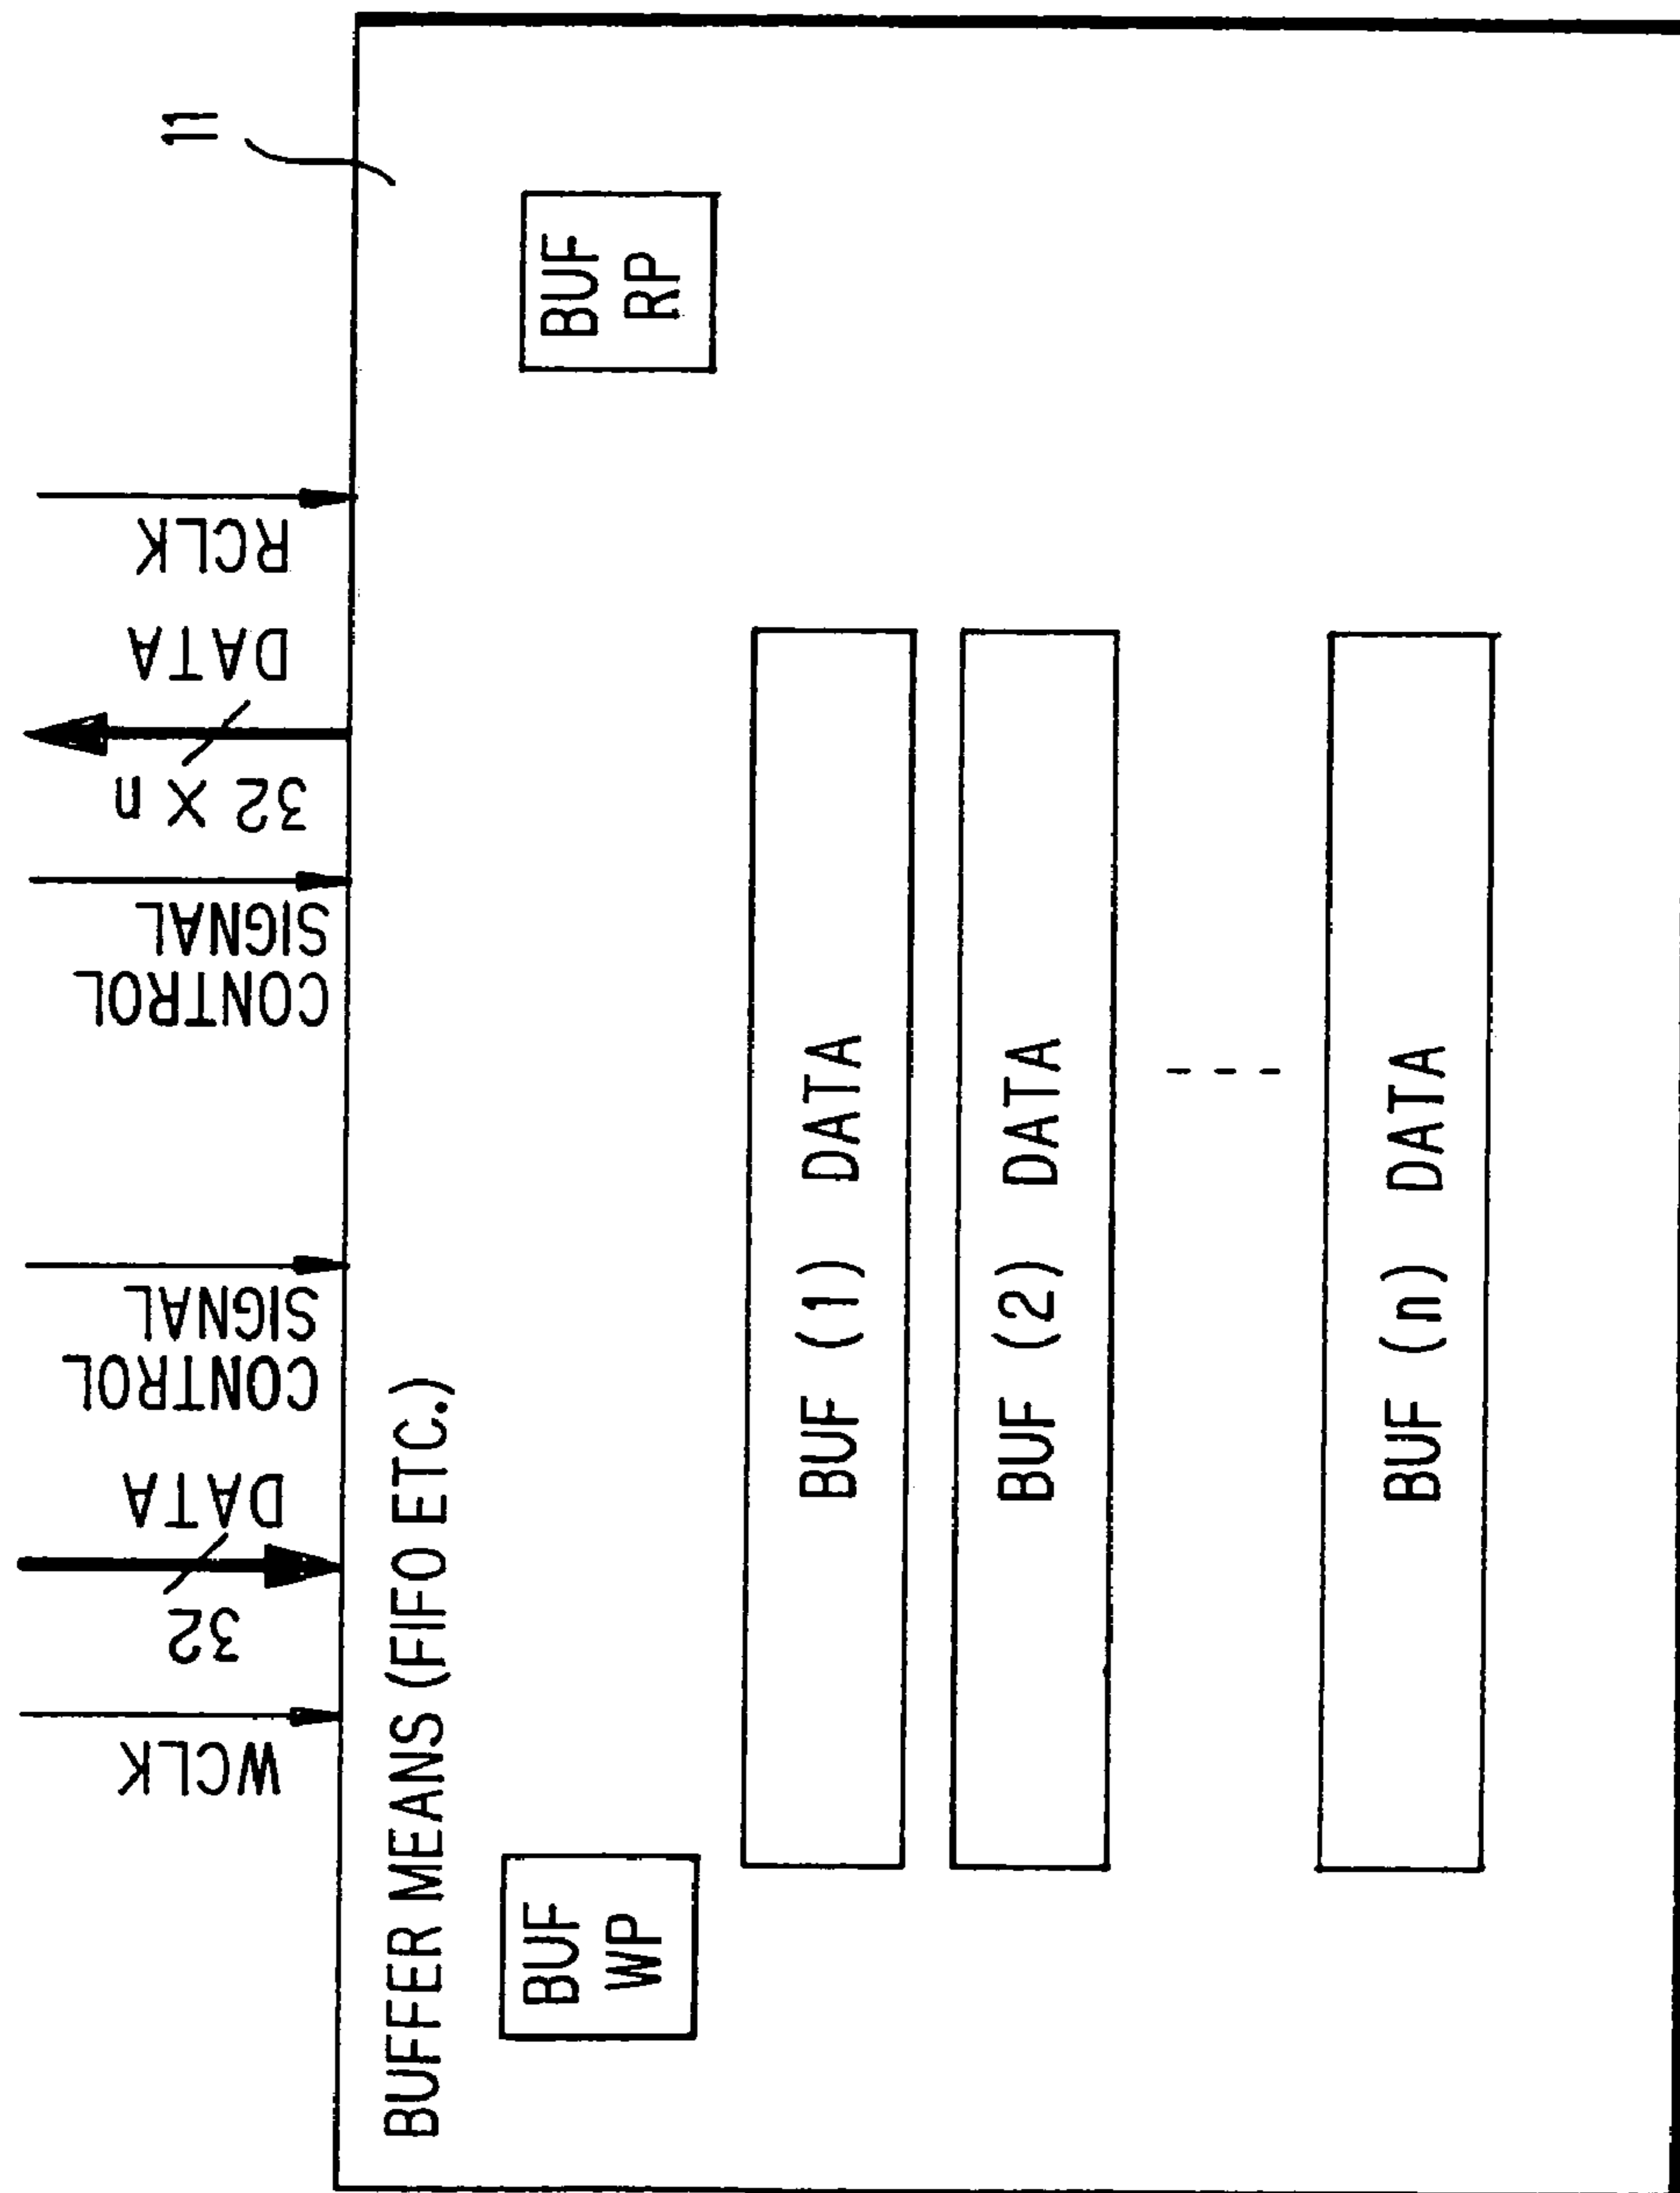 11
WCLK
32
DATA
CONTROL
SIGNAL
CONTROL
SIGNAL
32 × n
DATA
RCLK
BUFFER MEANS (FIFO ETC.)
BUF
WP
BUF
RP
BUF (1) DATA
BUF (2) DATA
BUF (n) DATA